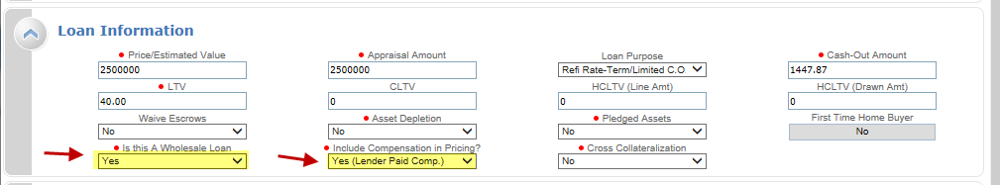 Loan Information
Price/Estimated Value Appraisal Amount Loan Purpose Cash-Out Amount
2500000 2500000 Refi Rate-Term/Limited C.O. 1447.87
LTV CLTV HCLTV (Line Amt) HCLTV (Drawn Amt)
40.00 0 0 0
Waive Escrows Asset Depletion Pledged Assets First Time Home Buyer
No No No No
Is this A Wholesale Loan Include Compensation in Pricing? Cross Collateralization
Yes Yes (Lender Paid Comp.) No